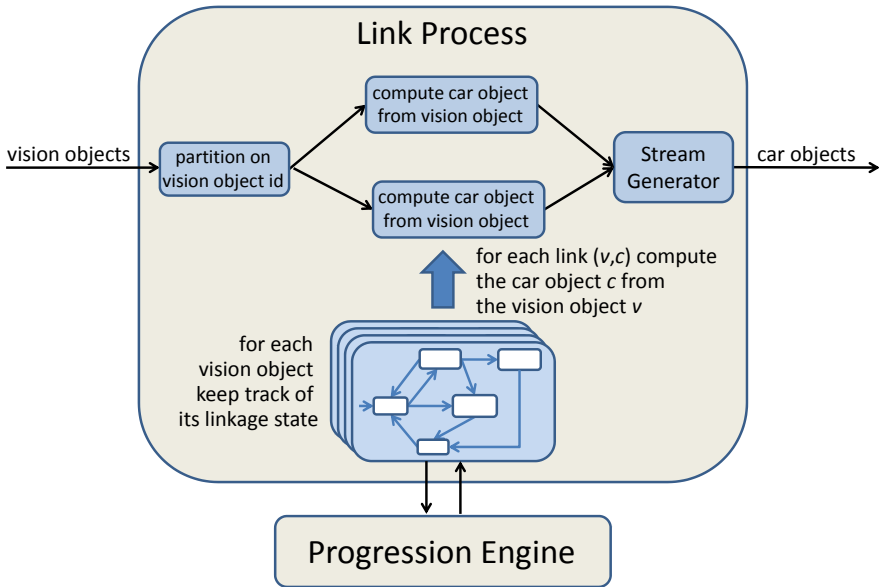 Link Process
compute car object
from vision object
vision objects
partition on
vision object id
Stream
Generator
car objects
compute car object
from vision object
for each link (v,c) compute
the car object c from
the vision object v
for each
vision object
keep track of
its linkage state
Progression Engine